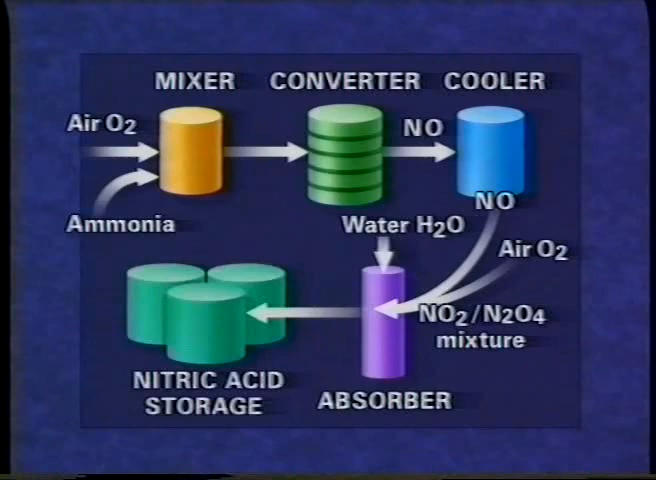 MIXER CONVERTER COOLER
Air O2
NO
Ammonia
Water H2O
NO
Air O2
NO2/N2O4
mixture
NITRIC ACID
STORAGE
ABSORBER